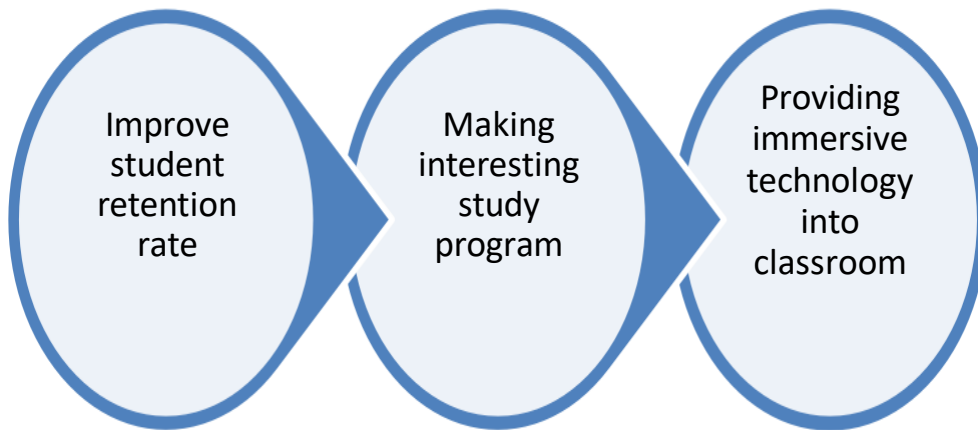 Improve
student
retention
rate
Making
interesting
study
program
Providing
immersive
technology
into
classroom